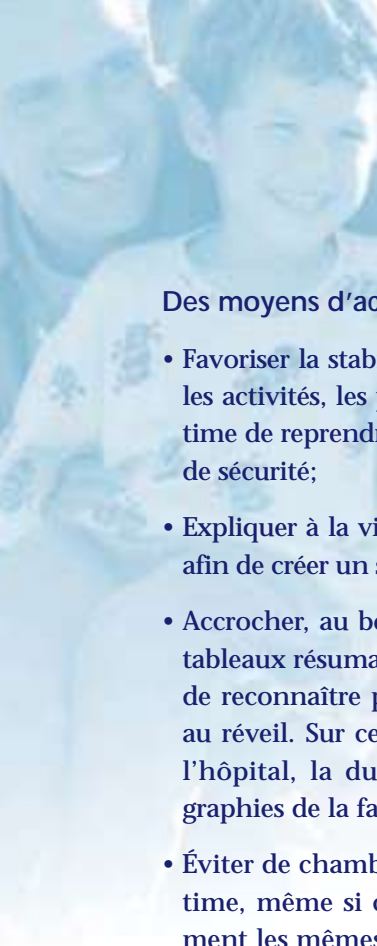 Des moyens d'ac
• Favoriser la stab
les activités, les
time de reprend
de sécurité;
• Expliquer à la vi
afin de créer un
• Accrocher, au b
tableaux résuma
de reconnaître
au réveil. Sur ce
l'hôpital, la du
graphies de la fa
• Éviter de chamb
time, même si
ment les mêmes